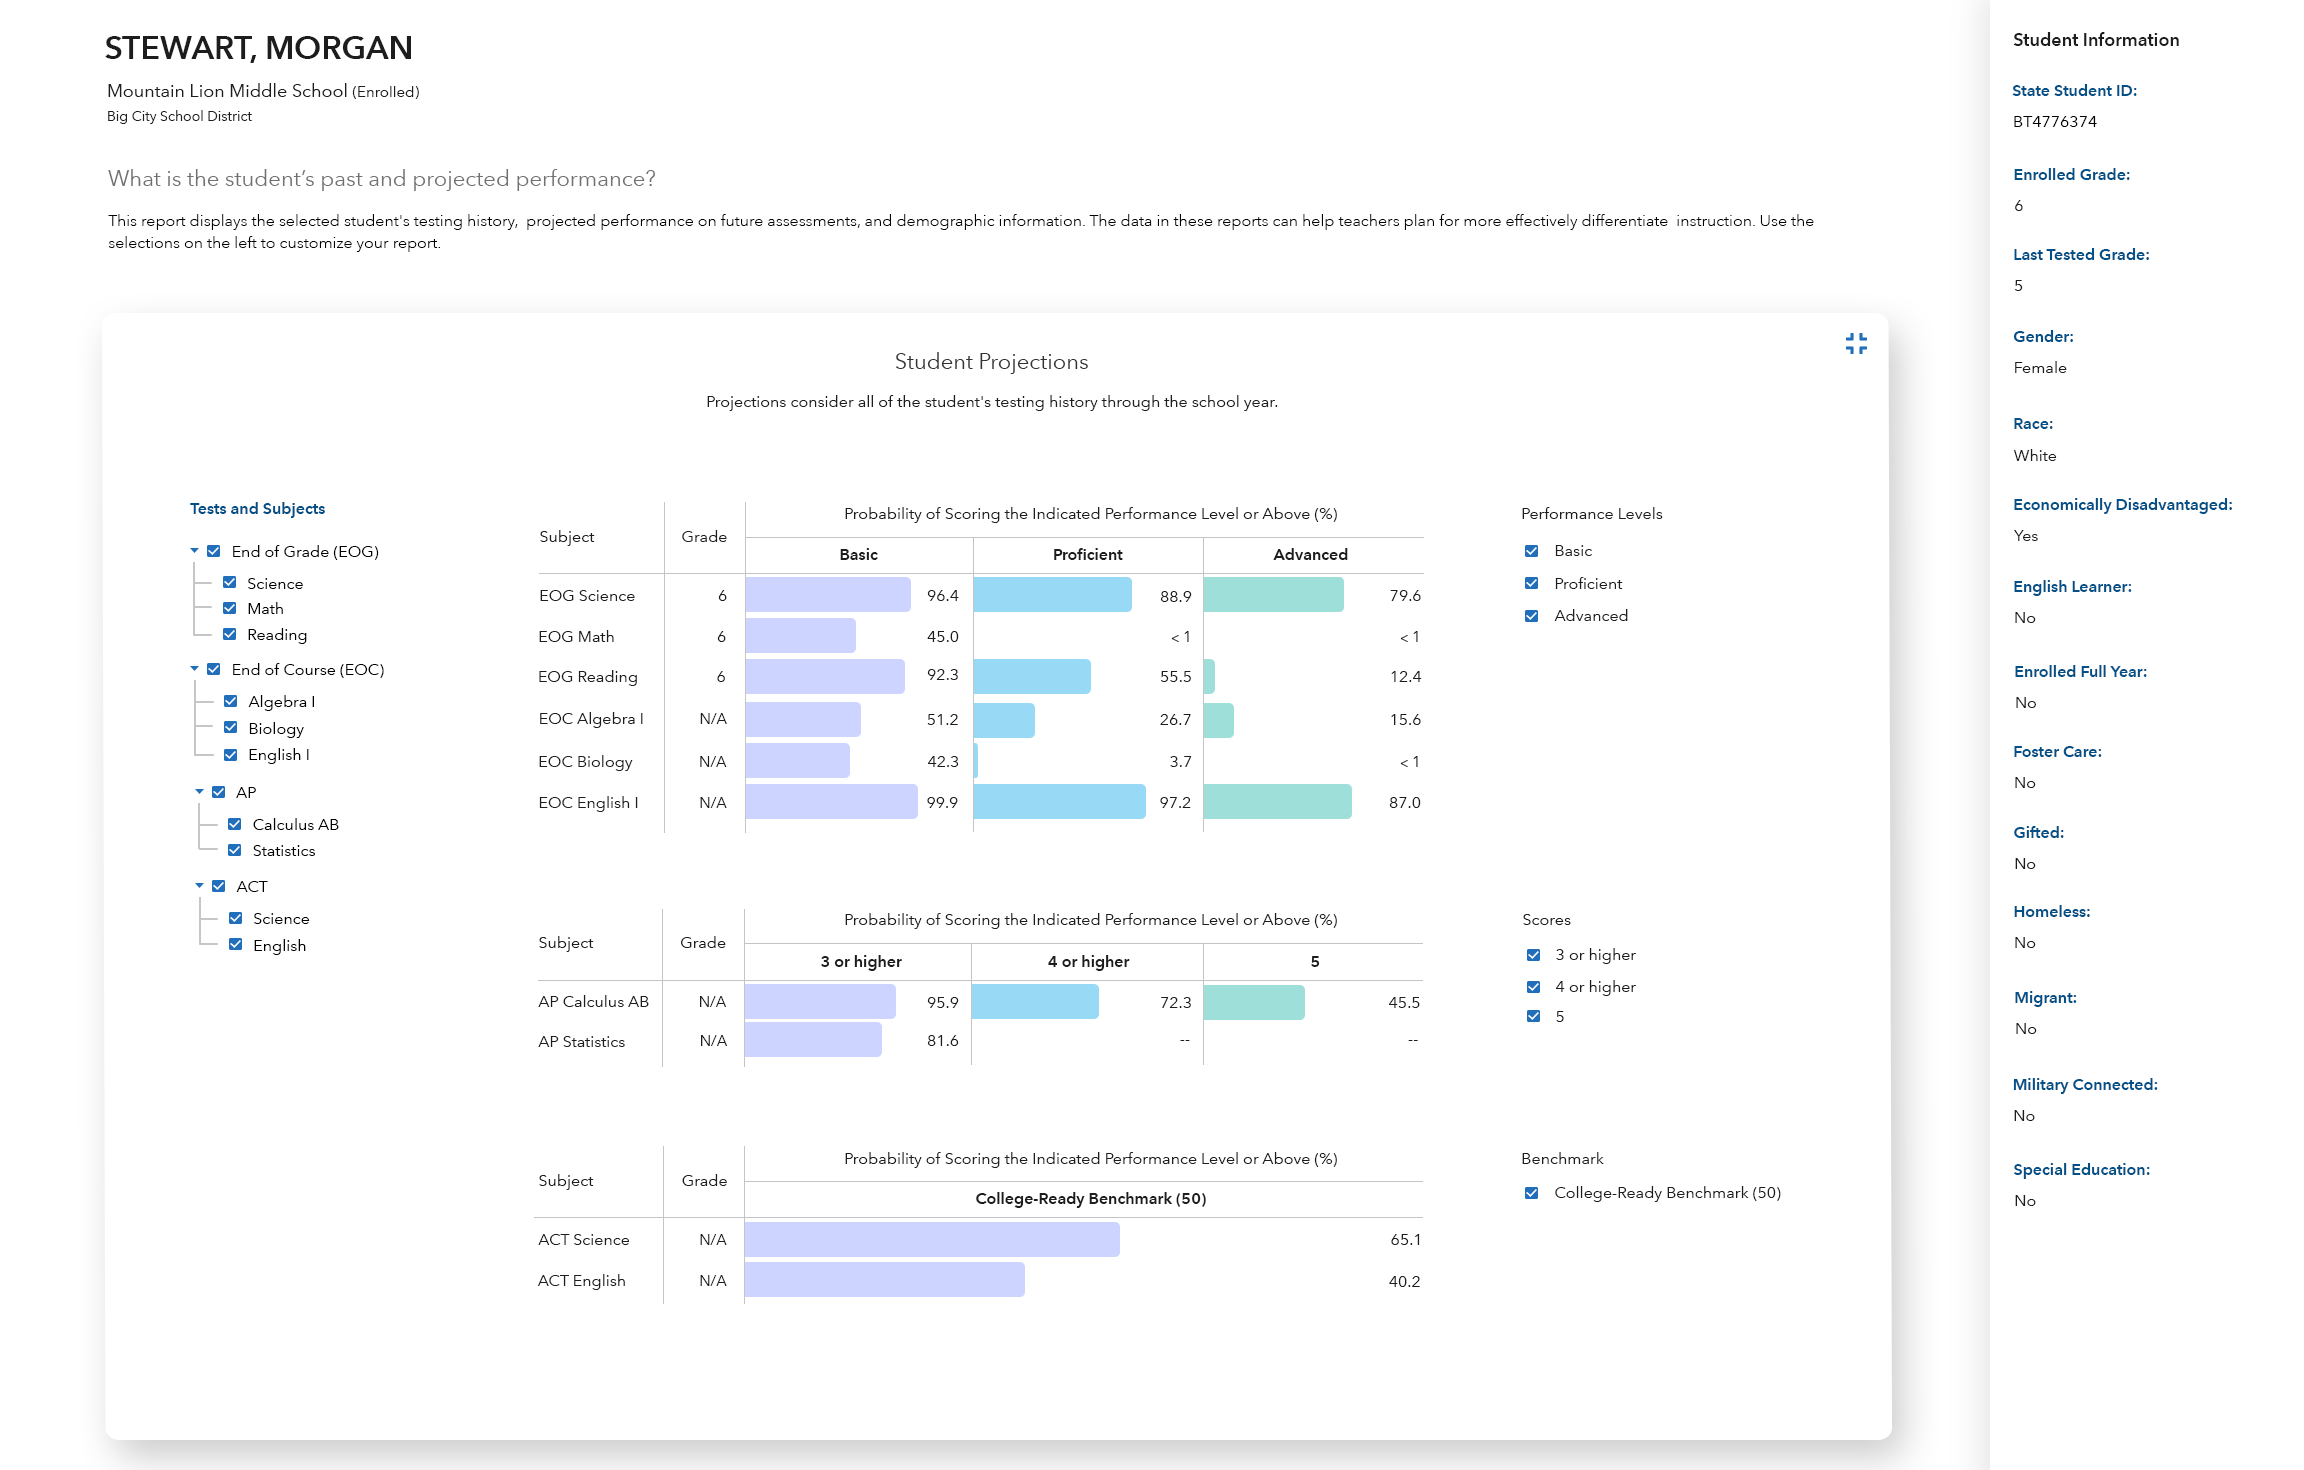 STEWART, MORGAN
Mountain Lion Middle School (Enrolled)
Big City School District
What is the student’s past and projected performance?
This report displays the selected student's testing history,  projected performance on future assessments, and demographic information. The data in these reports can help teachers plan for more effectively differentiate  instruction. Use the
selections on the left to customize your report.
Student Projections
Projections consider all of the student's testing history through the school year.
Tests and Subjects
End of Grade (EOG)
Science
Math
Reading
End of Course (EOC)
Algebra I
Biology
English I
AP
Calculus AB
Statistics
ACT
Science
English
Subject Grade Probability of Scoring the Indicated Performance Level or Above (%)
Basic Proficient Advanced
EOG Science 6 96.4 88.9 79.6
EOG Math 6 45.0 < 1 < 1
EOG Reading 6 92.3 55.5 12.4
EOC Algebra I N/A 51.2 26.7 15.6
EOC Biology N/A 42.3 3.7 < 1
EOC English I N/A 99.9 97.2 87.0
Performance Levels
Basic
Proficient
Advanced
Subject Grade Probability of Scoring the Indicated Performance Level or Above (%)
3 or higher 4 or higher 5
AP Calculus AB N/A 95.9 72.3 45.5
AP Statistics N/A 81.6 -- --
Scores
3 or higher
4 or higher
5
Subject Grade Probability of Scoring the Indicated Performance Level or Above (%)
College-Ready Benchmark (50)
ACT Science N/A 65.1
ACT English N/A 40.2
Benchmark
College-Ready Benchmark (50)
Student Information
State Student ID:
BT4776374
Enrolled Grade:
6
Last Tested Grade:
5
Gender:
Female
Race:
White
Economically Disadvantaged:
Yes
English Learner:
No
Enrolled Full Year:
No
Foster Care:
No
Gifted:
No
Homeless:
No
Migrant:
No
Military Connected:
No
Special Education:
No